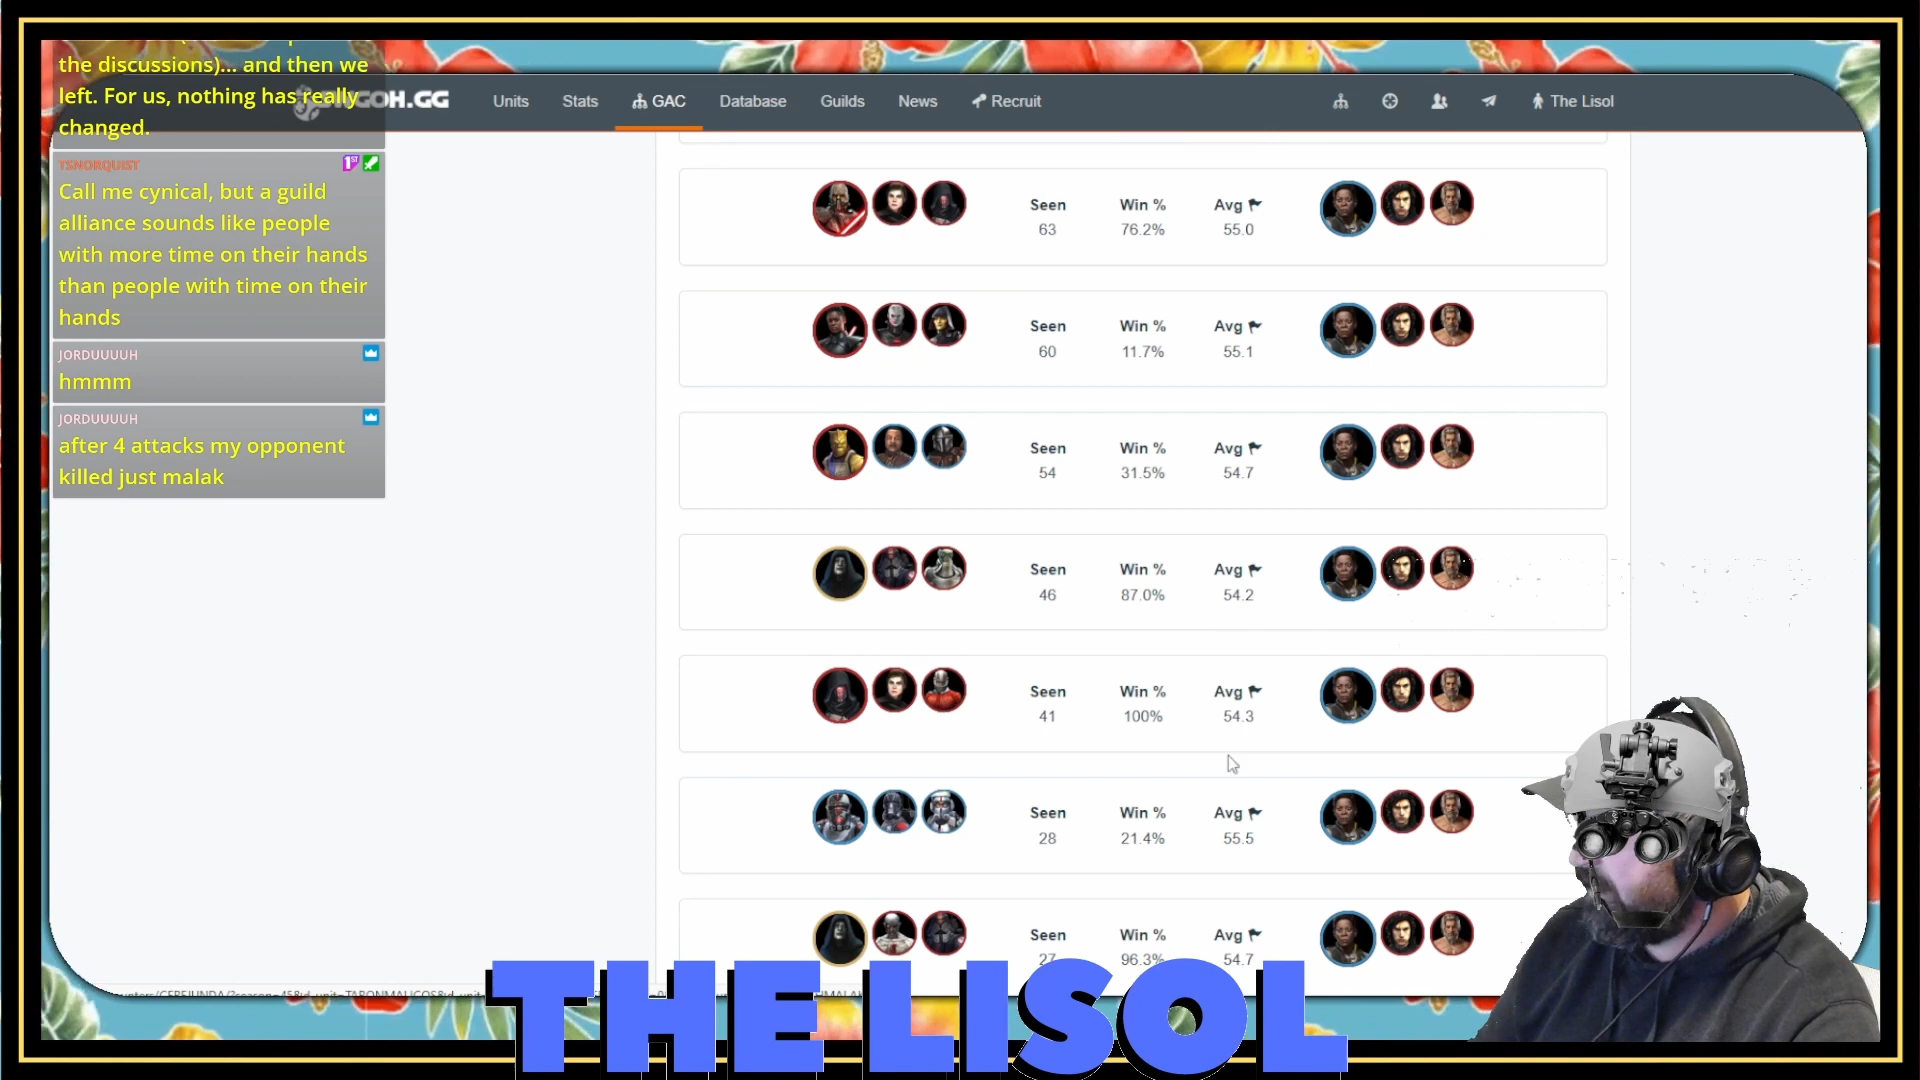 the discussions)... and then we
left. For us, nothing has really
changed.
TSNORQUIST
Call me cynical, but a guild
alliance sounds like people
with more time on their hands
than people with time on their
hands
JORDUUUUH
hmmm
JORDUUUUH
after 4 attacks my opponent
killed just malak
GOH.GG Units Stats GAC Database Guilds News Recruit The Lisol
Seen Win % Avg
63 76.2% 55.0
Seen Win % Avg
60 11.7% 55.1
Seen Win % Avg
54 31.5% 54.7
Seen Win % Avg
46 87.0% 54.2
Seen Win % Avg
41 100% 54.3
Seen Win % Avg
28 21.4% 55.5
Seen Win % Avg
27 96.3% 54.7
THE LISOL